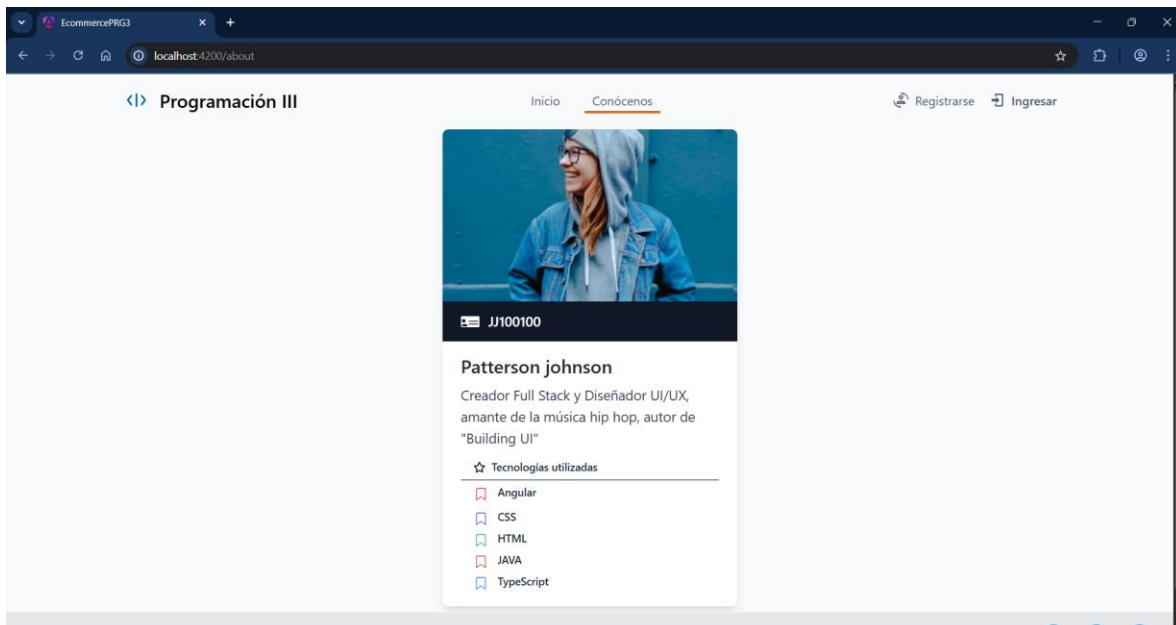 EcommercePRG3
localhost:4200/about
Programación III
Inicio
Conócenos
Registrarse
Ingresar
JJ100100
Patterson johnson
Creador Full Stack y Diseñador UI/UX,
amante de la música hip hop, autor de
"Building UI"
Tecnologías utilizadas
Angular
CSS
HTML
JAVA
TypeScript